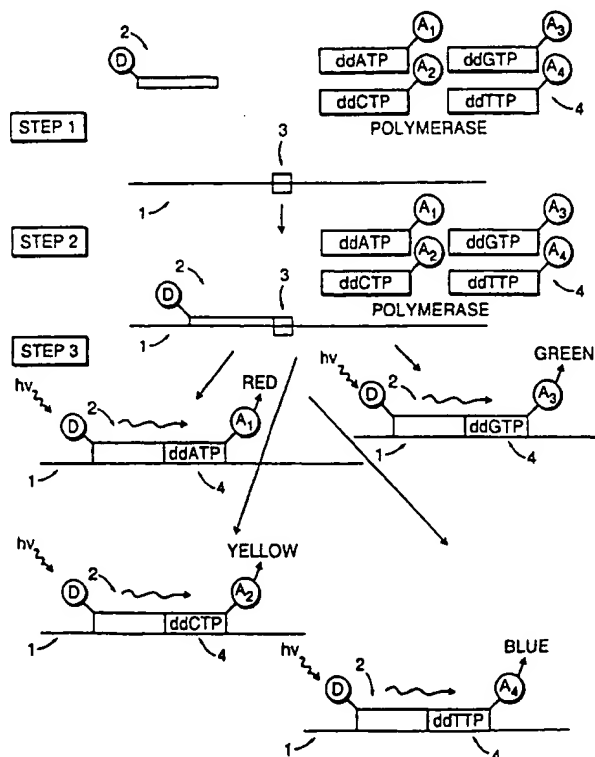 2
D
A1
A3
ddATP
ddGTP
A2
A4
ddCTP
ddTTP
4
POLYMERASE
STEP 1
3
1
STEP 2
A1
A3
ddATP
ddGTP
A2
A4
ddCTP
ddTTP
4
POLYMERASE
2
3
D
1
STEP 3
hν
D
2
RED
A1
ddATP
1
4
hν
D
2
GREEN
A3
ddGTP
1
4
hν
D
2
YELLOW
A2
ddCTP
1
4
hν
D
2
BLUE
A4
ddTTP
1
4